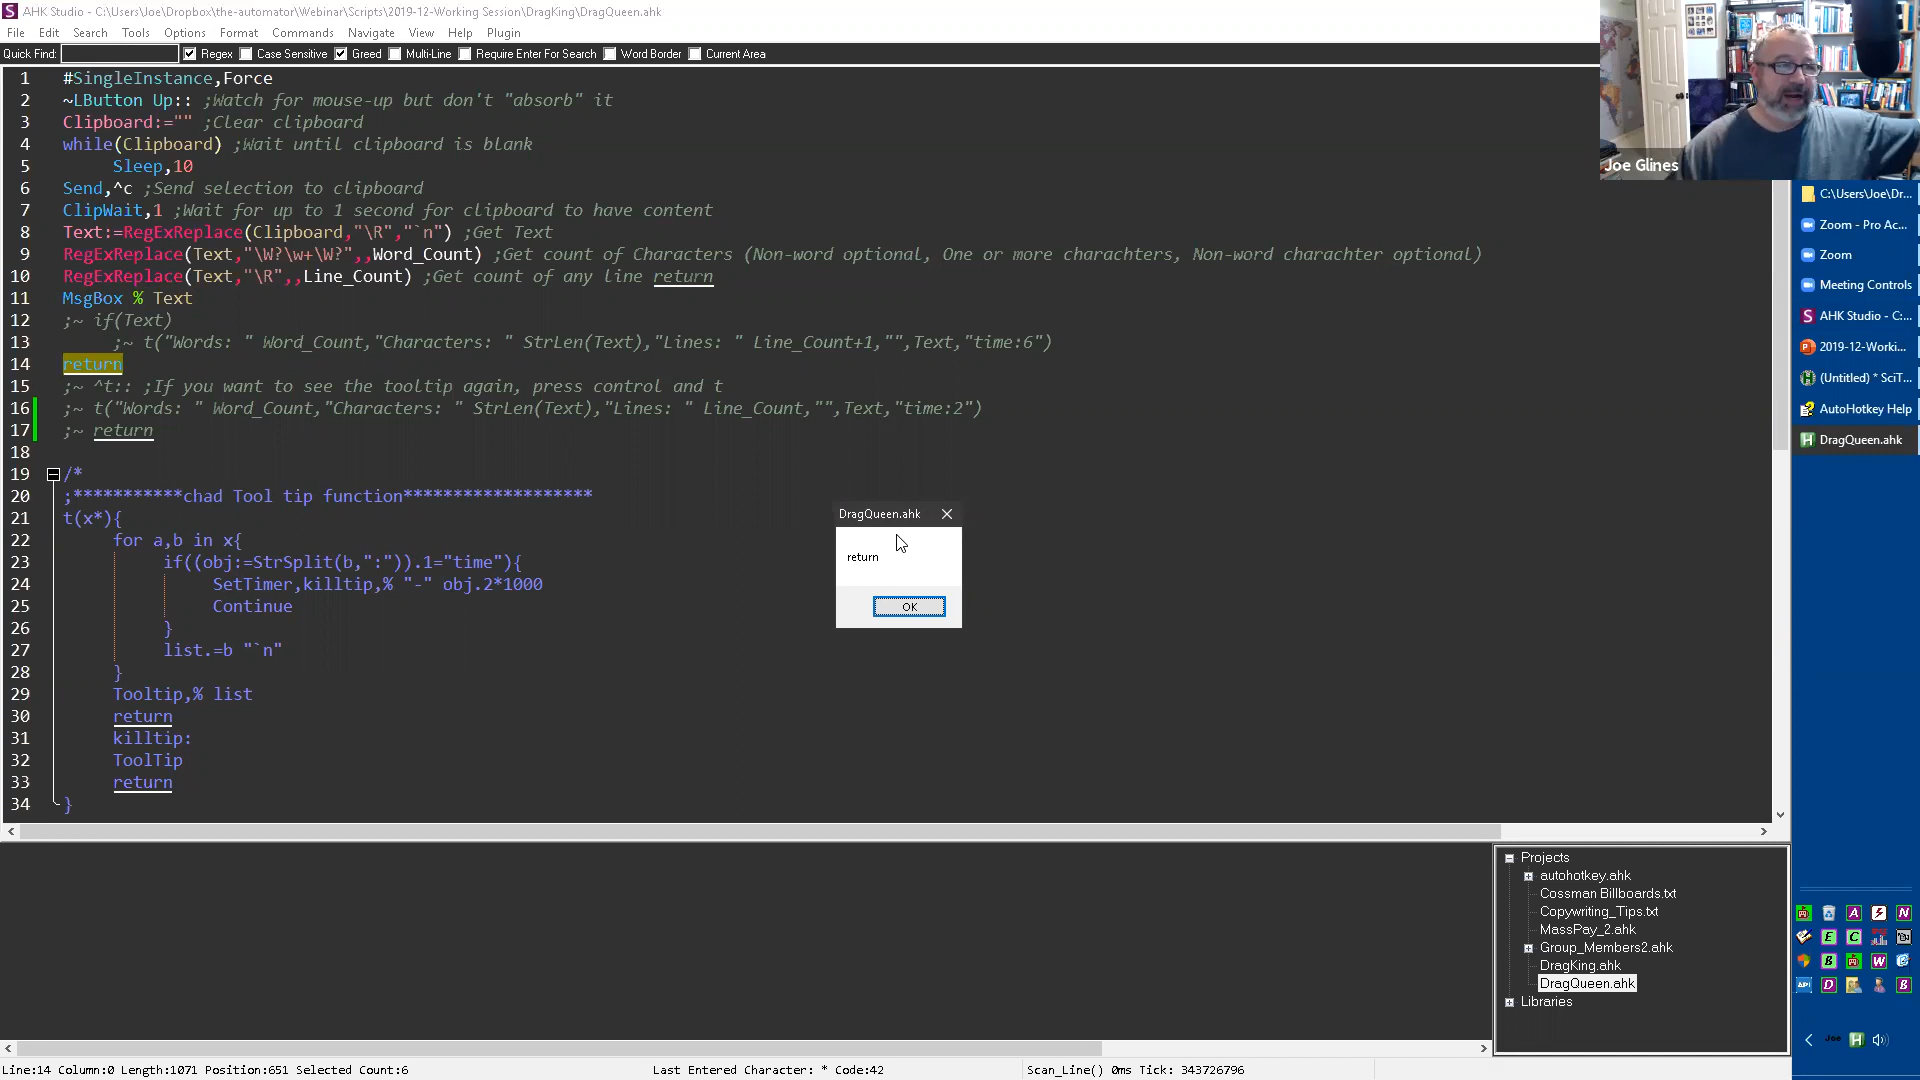 AHK Studio - C:\Users\Joe\Dropbox\the-automator\Webinar\Scripts\2019-12-Working Session\DragKing\DragQueen.ahk
File Edit Search Tools Options Format Commands Navigate View Help Plugin
Quick Find: Regex Case Sensitive Greed Multi-Line Require Enter For Search Word Border Current Area
1 #SingleInstance,Force
2 ~LButton Up:: ;Watch for mouse-up but don't "absorb" it
3 Clipboard:="" ;Clear clipboard
4 while(Clipboard) ;Wait until clipboard is blank
5 Sleep,10
6 Send,^c ;Send selection to clipboard
7 ClipWait,1 ;Wait for up to 1 second for clipboard to have content
8 Text:=RegExReplace(Clipboard,"\R","`n") ;Get Text
9 RegExReplace(Text,"\W?\w+\W?",,Word_Count) ;Get count of Characters (Non-word optional, One or more charachters, Non-word charachter optional)
10 RegExReplace(Text,"\R",,Line_Count) ;Get count of any line return
11 MsgBox % Text
12 ;~ if(Text)
13 ;~ t("Words: " Word_Count,"Characters: " StrLen(Text),"Lines: " Line_Count+1,"",Text,"time:6")
14 return
15 ;~ ^t:: ;If you want to see the tooltip again, press control and t
16 ;~ t("Words: " Word_Count,"Characters: " StrLen(Text),"Lines: " Line_Count,"",Text,"time:2")
17 ;~ return
18
19 /*
20 ;***********chad Tool tip function*******************
21 t(x*){
22 for a,b in x{
23 if((obj:=StrSplit(b,":")).1="time"){
24 SetTimer,killtip,% "-" obj.2*1000
25 Continue
26 }
27 list.=b "`n"
28 }
29 Tooltip,% list
30 return
31 killtip:
32 ToolTip
33 return
34 }
DragQueen.ahk
return
OK
Joe Glines
C:\Users\Joe\Dr...
Zoom - Pro Ac...
Zoom
Meeting Controls
AHK Studio - C:...
2019-12-Worki...
(Untitled) * SciT...
AutoHotkey Help
DragQueen.ahk
Projects
autohotkey.ahk
Cossman Billboards.txt
Copywriting_Tips.txt
MassPay_2.ahk
Group_Members2.ahk
DragKing.ahk
DragQueen.ahk
Libraries
Joe
Line:14 Column:0 Length:1071 Position:651 Selected Count:6 Last Entered Character: * Code:42 Scan_Line() 0ms Tick: 343726796